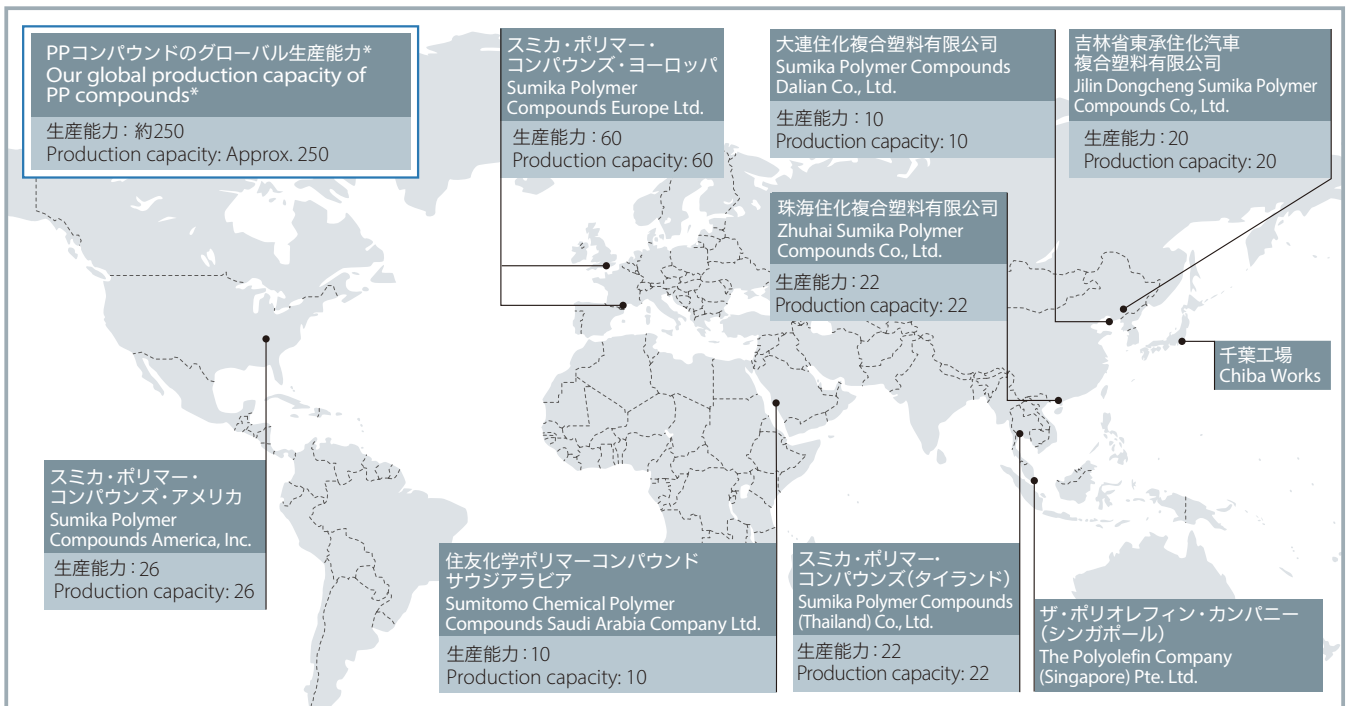 PPコンパウンドのグローバル生産能力*
Our global production capacity of
PP compounds*
生産能力：約250
Production capacity: Approx. 250
スミカ・ポリマー・
コンパウンズ・ヨーロッパ
Sumika Polymer
Compounds Europe Ltd.
生産能力：60
Production capacity: 60
大連住化複合塑料有限公司
Sumika Polymer Compounds
Dalian Co., Ltd.
生産能力：10
Production capacity: 10
吉林省東承住化汽車
複合塑料有限公司
Jilin Dongcheng Sumika Polymer
Compounds Co., Ltd.
生産能力：20
Production capacity: 20
珠海住化複合塑料有限公司
Zhuhai Sumika Polymer
Compounds Co., Ltd.
生産能力：22
Production capacity: 22
千葉工場
Chiba Works
スミカ・ポリマー・
コンパウンズ・アメリカ
Sumika Polymer
Compounds America, Inc.
生産能力：26
Production capacity: 26
住友化学ポリマーコンパウンド
サウジアラビア
Sumitomo Chemical Polymer
Compounds Saudi Arabia Company Ltd.
生産能力：10
Production capacity: 10
スミカ・ポリマー・
コンパウンズ（タイランド）
Sumika Polymer Compounds
(Thailand) Co., Ltd.
生産能力：22
Production capacity: 22
ザ・ポリオレフィン・カンパニー
（シンガポール）
The Polyolefin Company
(Singapore) Pte. Ltd.